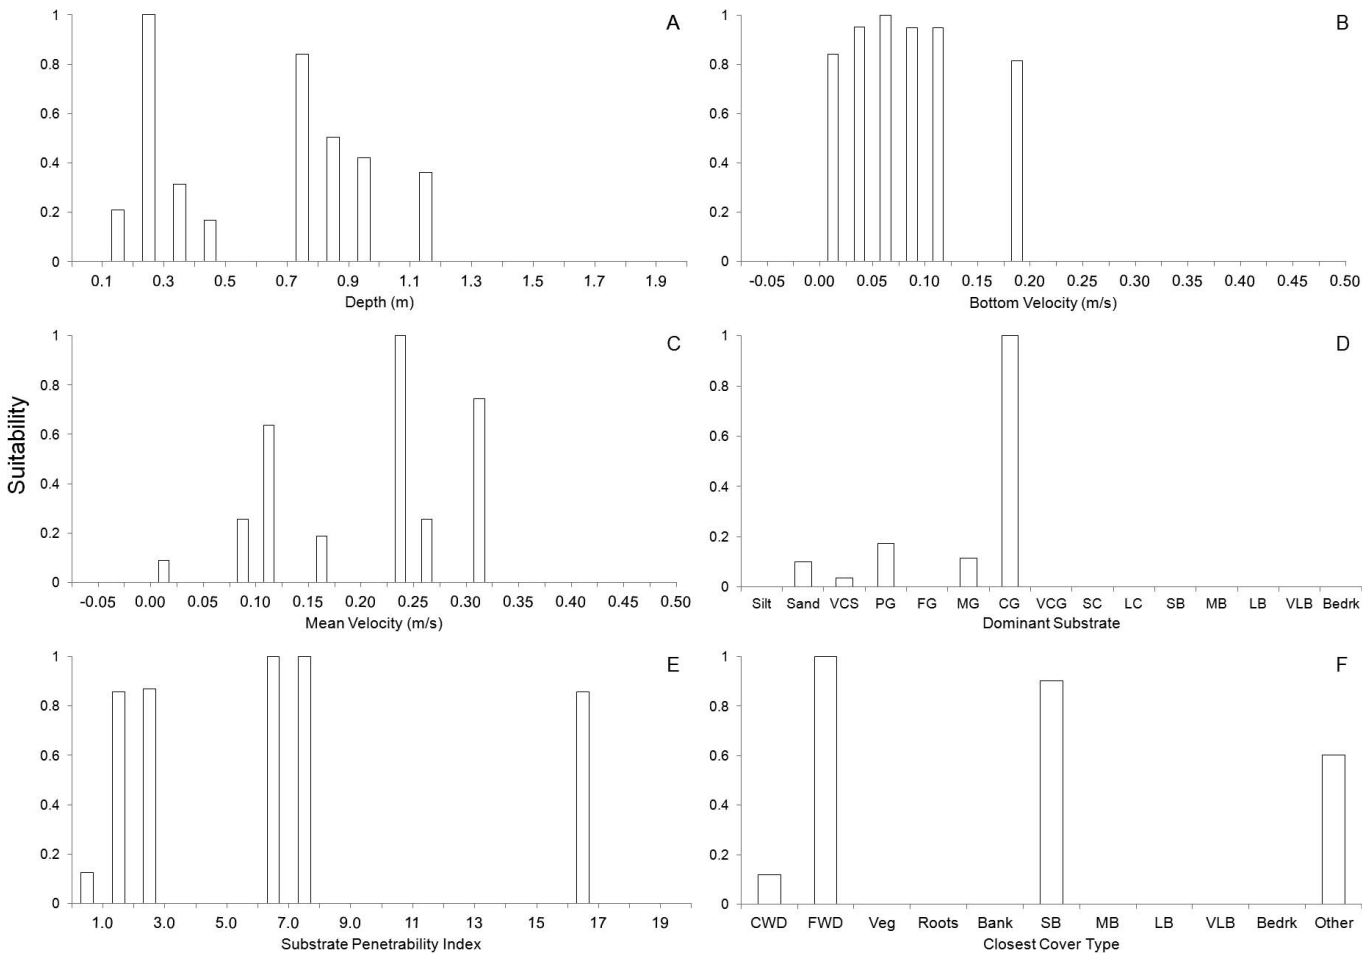 Suitability
A
1
0.8
0.6
0.4
0.2
0
0.1 0.3 0.5 0.7 0.9 1.1 1.3 1.5 1.7 1.9
Depth (m)
B
1
0.8
0.6
0.4
0.2
0
-0.05 0.00 0.05 0.10 0.15 0.20 0.25 0.30 0.35 0.40 0.45 0.50
Bottom Velocity (m/s)
C
1
0.8
0.6
0.4
0.2
0
-0.05 0.00 0.05 0.10 0.15 0.20 0.25 0.30 0.35 0.40 0.45 0.50
Mean Velocity (m/s)
D
1
0.8
0.6
0.4
0.2
0
Silt Sand VCS PG FG MG CG VCG SC LC SB MB LB VLB Bedrk
Dominant Substrate
E
1
0.8
0.6
0.4
0.2
0
1.0 3.0 5.0 7.0 9.0 11 13 15 17 19
Substrate Penetrability Index
F
1
0.8
0.6
0.4
0.2
0
CWD FWD Veg Roots Bank SB MB LB VLB Bedrk Other
Closest Cover Type